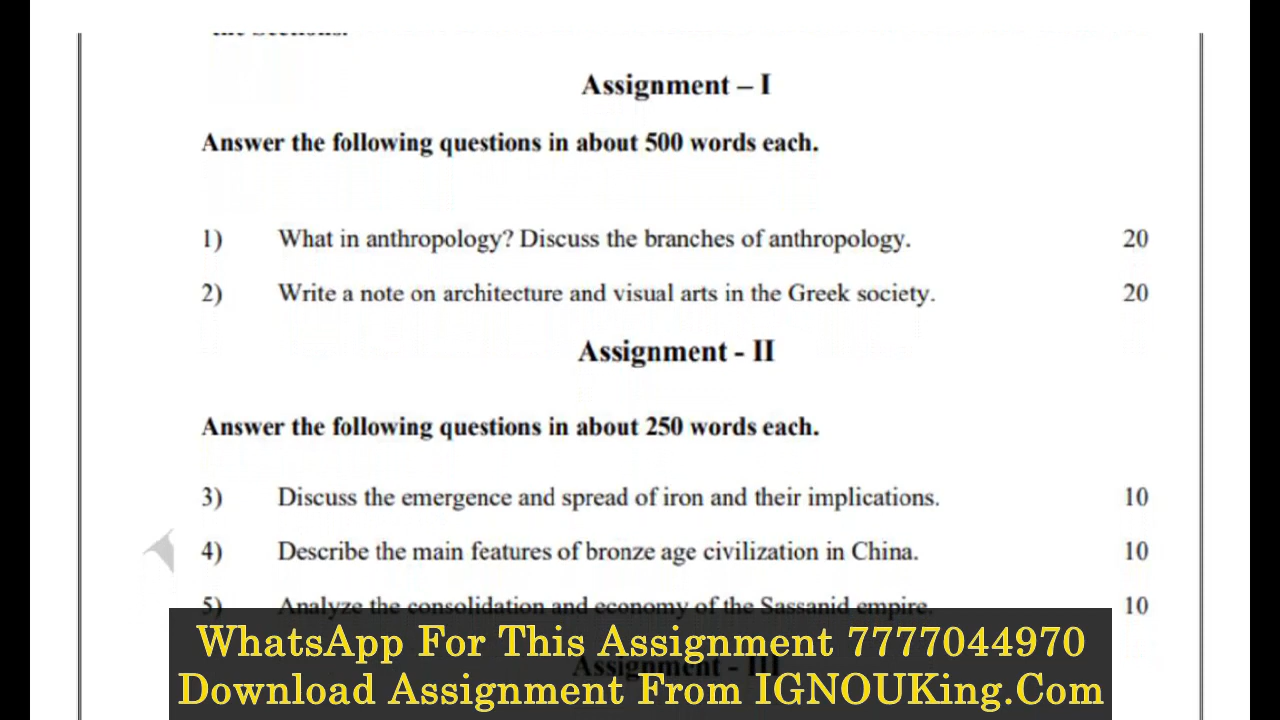 the Sections.
Assignment – I
Answer the following questions in about 500 words each.
1) What in anthropology? Discuss the branches of anthropology. 20
2) Write a note on architecture and visual arts in the Greek society. 20
Assignment - II
Answer the following questions in about 250 words each.
3) Discuss the emergence and spread of iron and their implications. 10
4) Describe the main features of bronze age civilization in China. 10
5) Analyze the consolidation and economy of the Sassanid empire. 10
Assignment - III
WhatsApp For This Assignment 7777044970
Download Assignment From IGNOUKing.Com